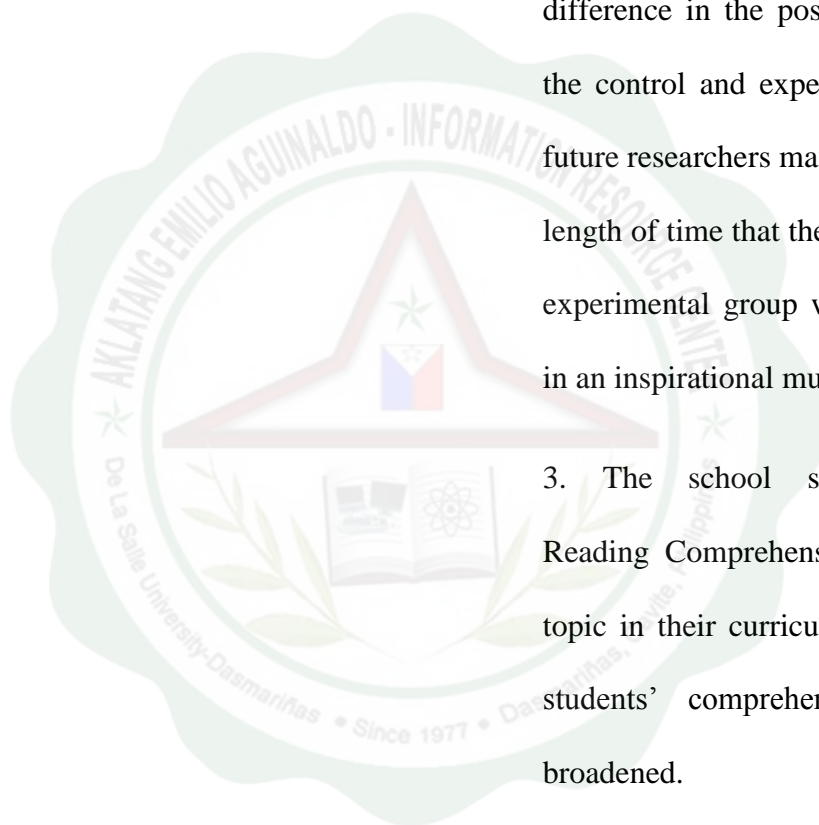 difference in the pos
the control and expe
future researchers ma
length of time that the
experimental group
in an inspirational mu
3. The school s
Reading Comprehens
topic in their curricu
students’ comprehe
broadened.
AKLATANG EMILIO AGUINALDO - INFORMATION RESOURCE CENTER
De La Salle University-Dasmariñas • Since 1977 • Dasmariñas, Cavite, Philippines